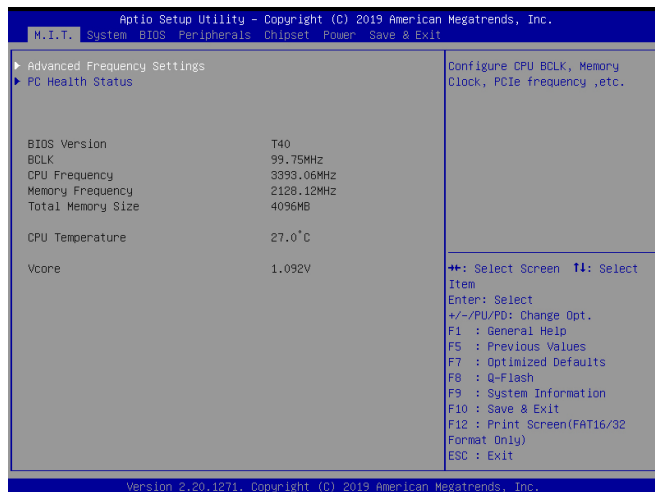 Aptio Setup Utility – Copyright (C) 2019 American Megatrends, Inc.
M.I.T. System BIOS Peripherals Chipset Power Save & Exit
Advanced Frequency Settings
PC Health Status
BIOS Version T40
BCLK 99.75MHz
CPU Frequency 3393.06MHz
Memory Frequency 2128.12MHz
Total Memory Size 4096MB
CPU Temperature 27.0°C
Vcore 1.092V
Configure CPU BCLK, Memory
Clock, PCIe frequency ,etc.
→←: Select Screen ↑↓: Select
Item
Enter: Select
+/-/PU/PD: Change Opt.
F1 : General Help
F5 : Previous Values
F7 : Optimized Defaults
F8 : Q-Flash
F9 : System Information
F10 : Save & Exit
F12 : Print Screen(FAT16/32
Format Only)
ESC : Exit
Version 2.20.1271. Copyright (C) 2019 American Megatrends, Inc.